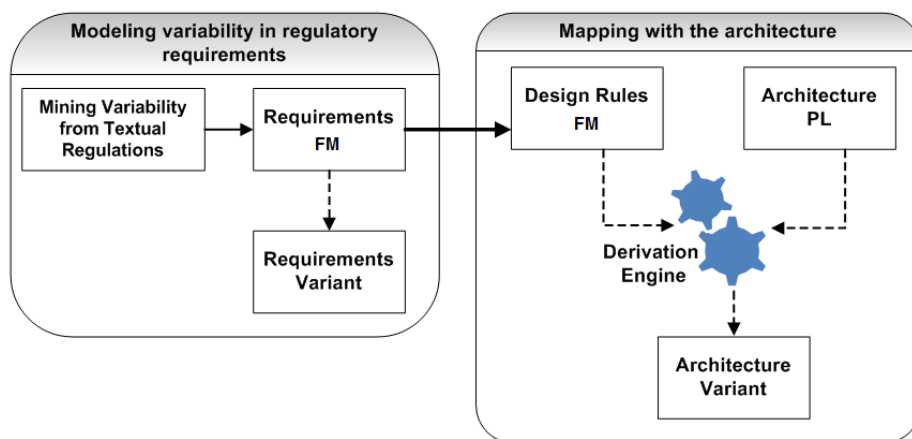 Modeling variability in regulatory
requirements
Mining Variability
from Textual
Regulations
Requirements
FM
Requirements
Variant
Mapping with the architecture
Design Rules
FM
Architecture
PL
Derivation
Engine
Architecture
Variant